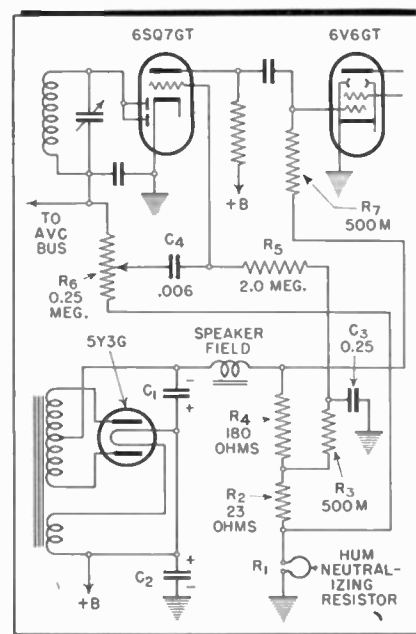 6SQ7GT
6V6GT
+B
TO
AVC
BUS
R7
500 M
C4
.006
R5
2.0 MEG.
R6
0.25
MEG.
SPEAKER
FIELD
C3
0.25
5Y3G
C1
-
+
R4
180
OHMS
R3
500 M
R2
23
OHMS
R1
HUM
NEUTRAL-
IZING
RESISTOR
+B
C2
+
-